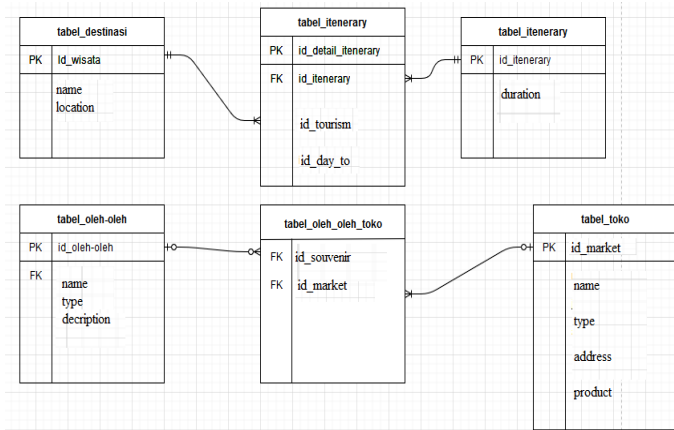 tabel_destinasi
PK Id_wisata
name
location
tabel_itenerary
PK id_detail_itenerary
FK id_itenerary
id_tourism
id_day_to
tabel_itenerary
PK id_itenerary
duration
tabel_oleh-oleh
PK id_oleh-oleh
FK
name
type
decription
tabel_oleh_oleh_toko
FK id_souvenir
FK id_market
tabel_toko
PK id_market
name
type
address
product